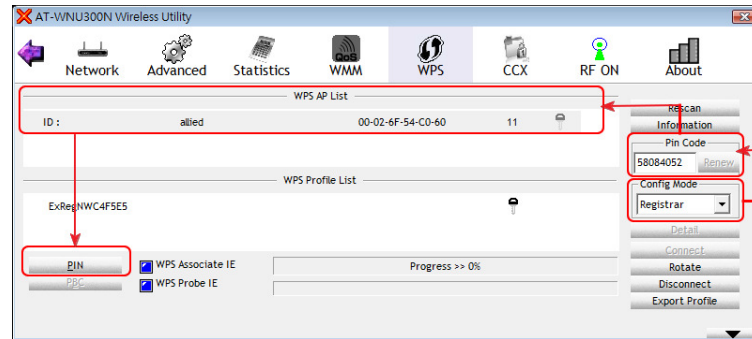 AT-WNU300N Wireless Utility
Network Advanced Statistics WMM WPS CCX RF ON About
QoS
WPS AP List
ID : allied 00-02-6F-54-C0-60 11
Rescan
Information
Pin Code
58084052 Renew
WPS Profile List
Config Mode
ExRegNWC4F5E5
Registrar
Detail
Connect
PIN WPS Associate IE Progress >> 0% Rotate
PBC WPS Probe IE Disconnect
Export Profile